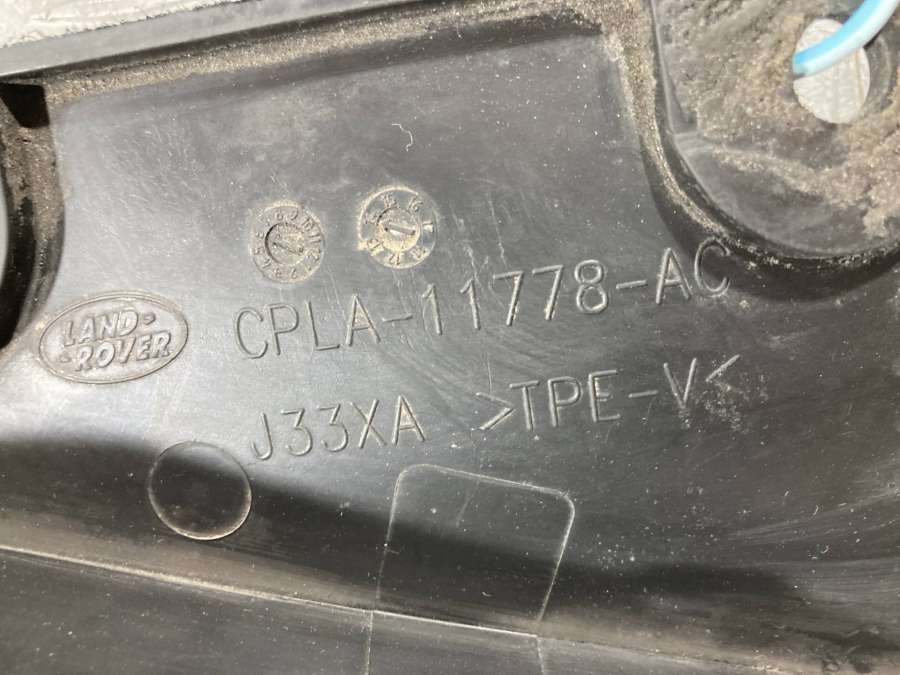 LAND-
-ROVER
CPLA-11778-AC
J33XA >TPE-V<